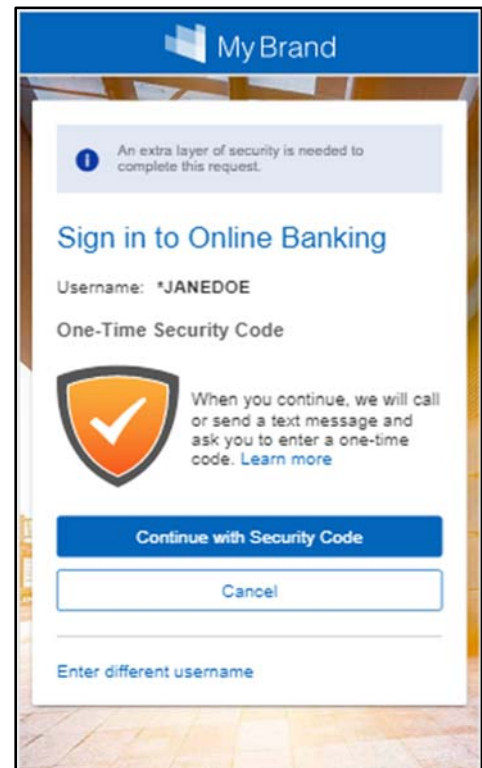 My Brand
An extra layer of security is needed to
complete this request.
Sign in to Online Banking
Username: *JANEDOE
One-Time Security Code
When you continue, we will call
or send a text message and
ask you to enter a one-time
code. Learn more
Continue with Security Code
Cancel
Enter different username